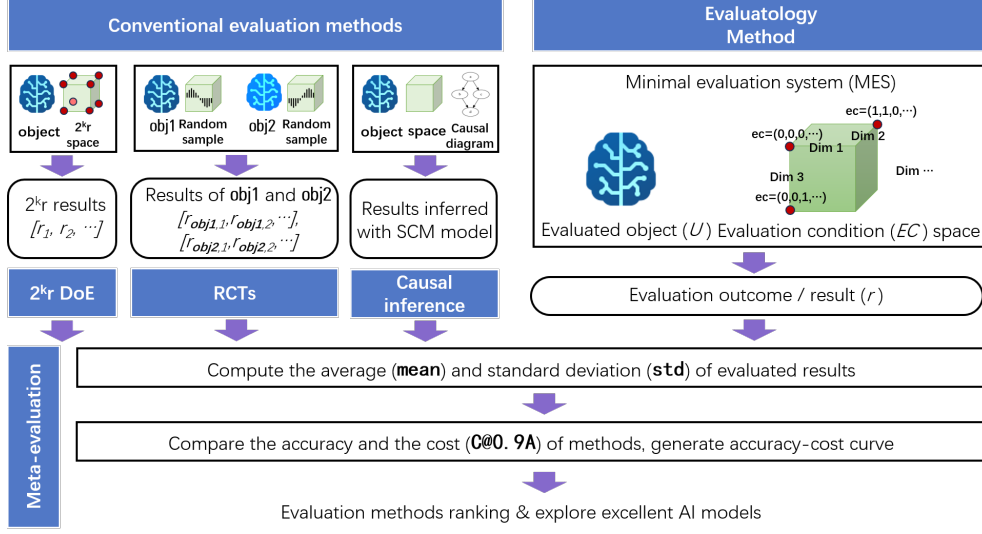 Conventional evaluation methods
Evaluatology
Method
object
2ᵏr
space
obj1
Random
sample
obj2
Random
sample
object
space
Causal
diagram
Minimal evaluation system (MES)
ec=(1,1,0,···)
ec=(0,0,0,···)
Dim 2
Dim 1
Dim 3
Dim ···
ec=(0,0,1,···)
Evaluated object (U)
Evaluation condition (EC) space
2ᵏr results
[r₁, r₂, ···]
Results of obj1 and obj2
[r_obj1,1, r_obj1,2, ···],
[r_obj2,1, r_obj2,2, ···]
Results inferred
with SCM model
2ᵏr DoE
RCTs
Causal
inference
Evaluation outcome / result (r)
Meta-evaluation
Compute the average (mean) and standard deviation (std) of evaluated results
Compare the accuracy and the cost (C@0.9A) of methods, generate accuracy-cost curve
Evaluation methods ranking & explore excellent AI models